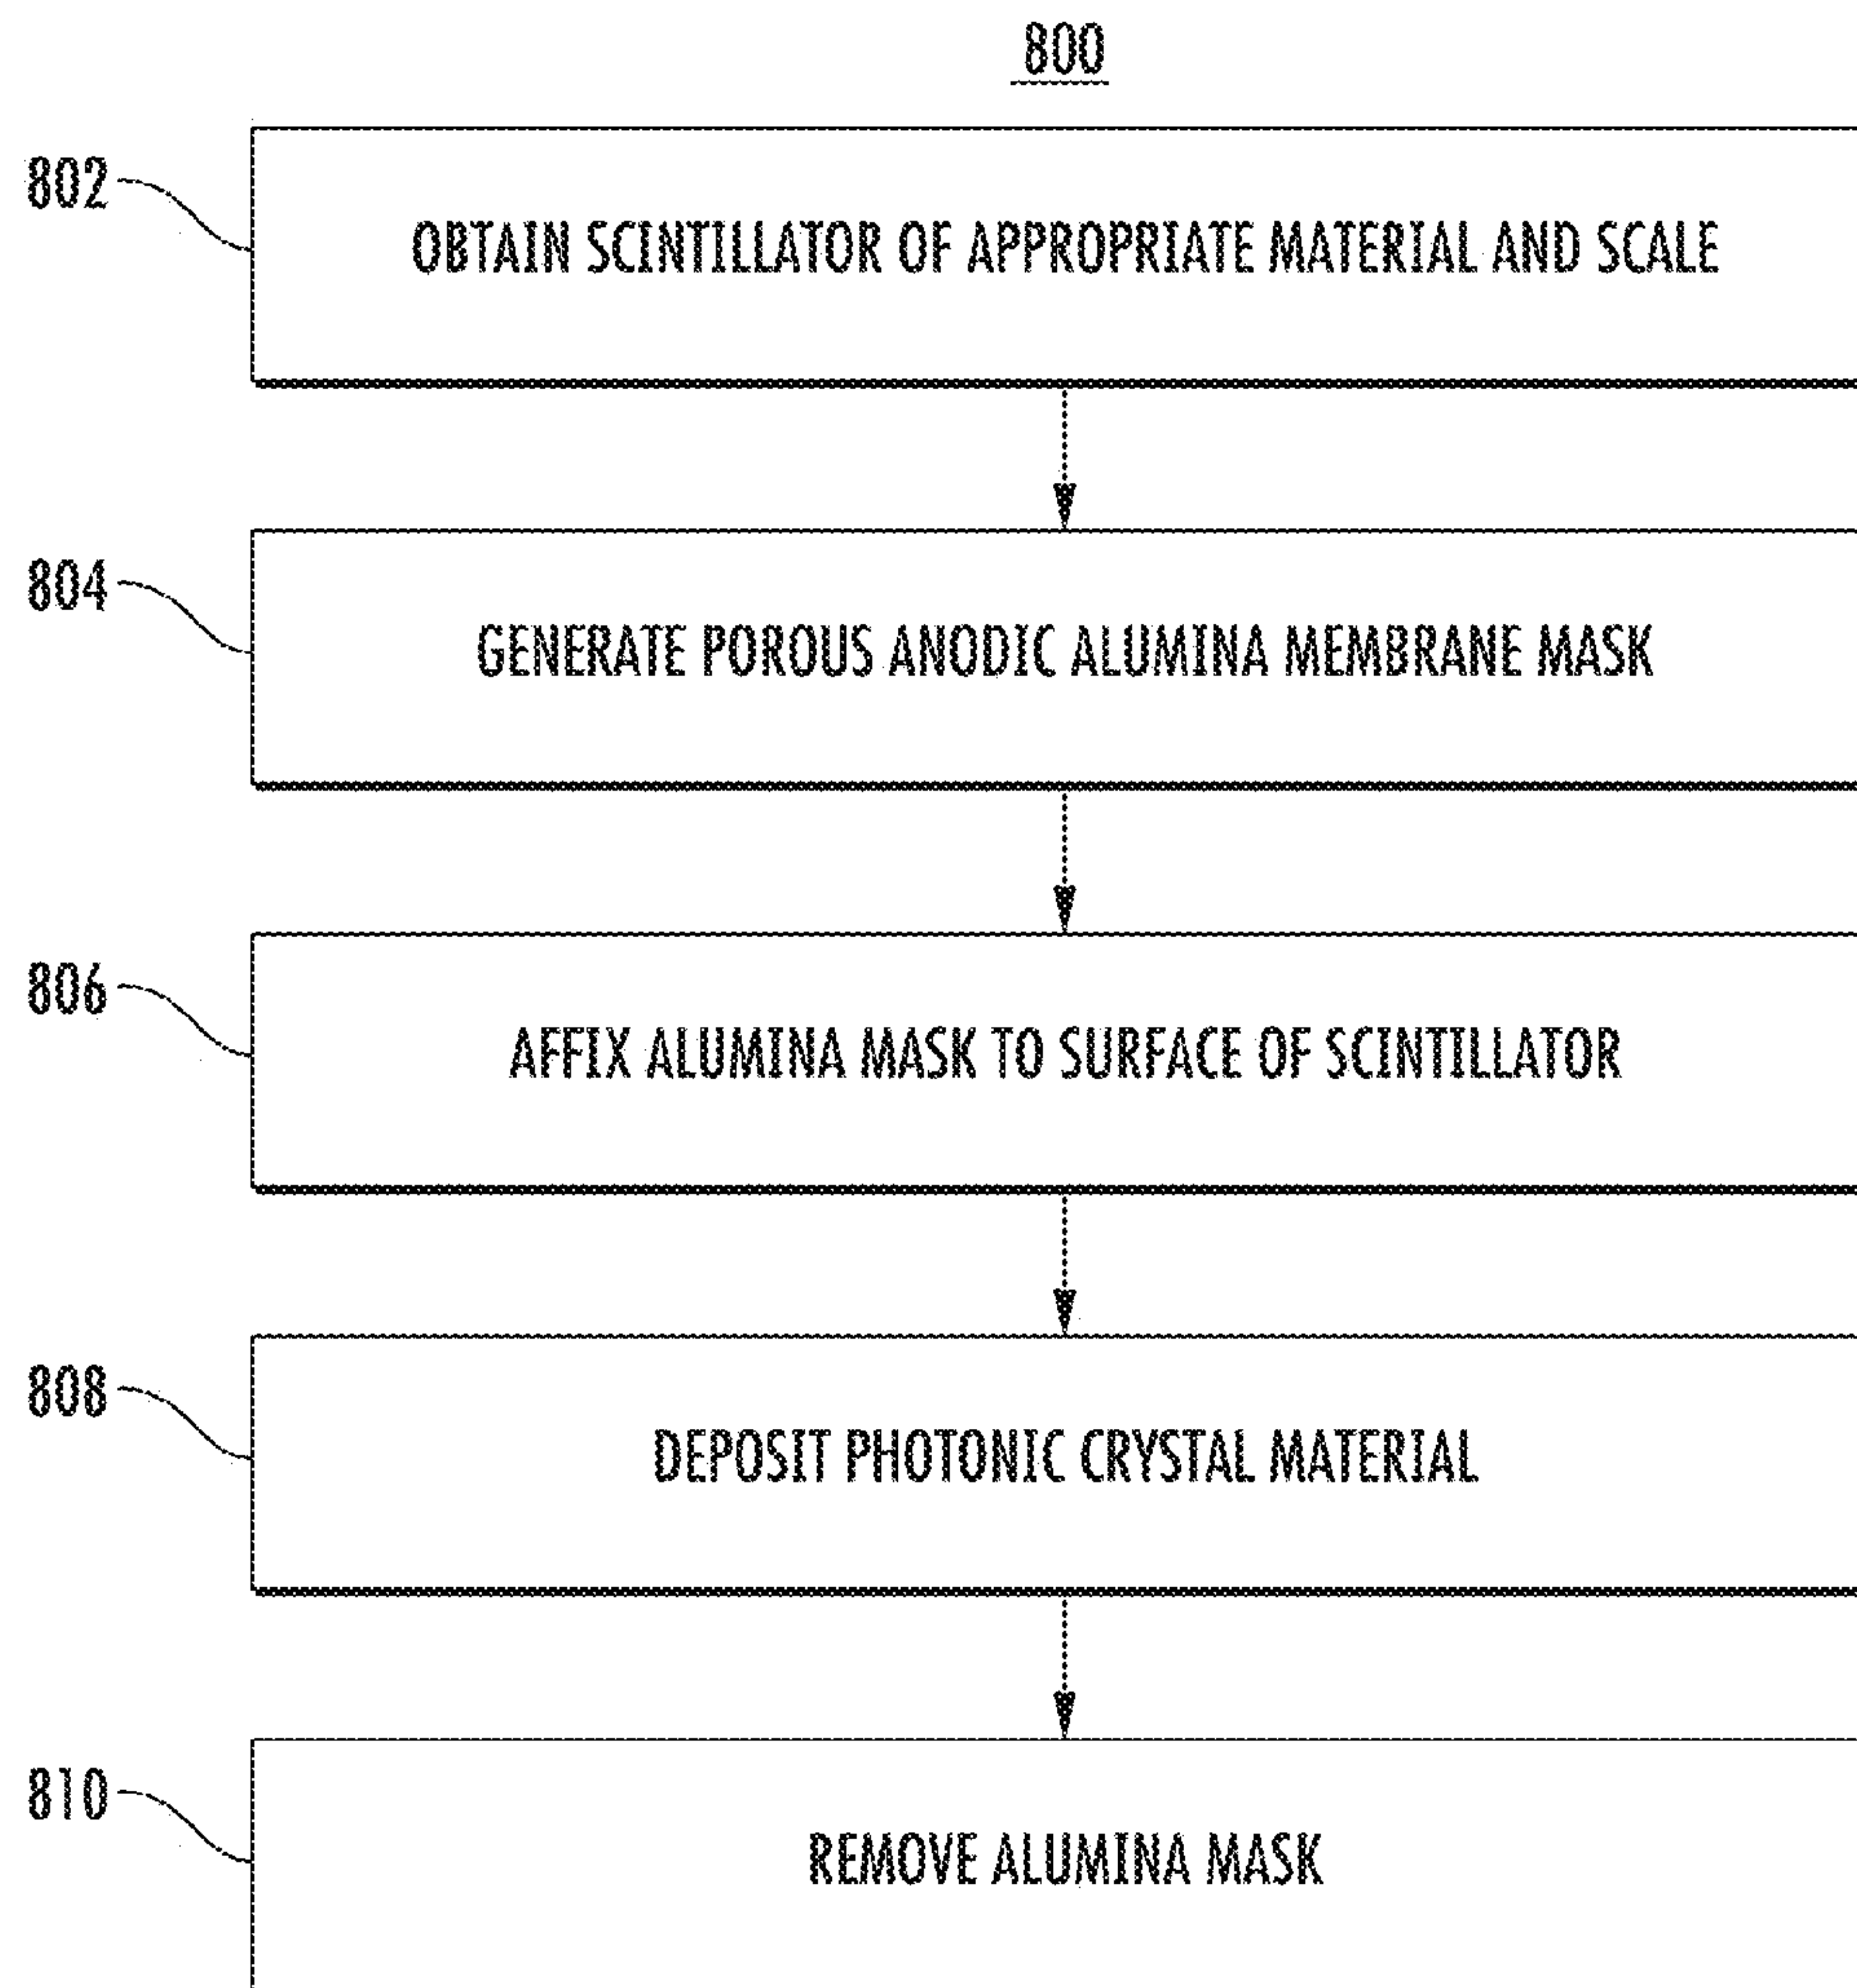 800
802
OBTAIN SCINTILLATOR OF APPROPRIATE MATERIAL AND SCALE
804
GENERATE POROUS ANODIC ALUMINA MEMBRANE MASK
806
AFFIX ALUMINA MASK TO SURFACE OF SCINTILLATOR
808
DEPOSIT PHOTONIC CRYSTAL MATERIAL
810
REMOVE ALUMINA MASK